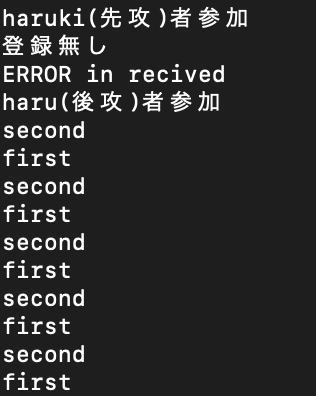 haruki(先攻)者参加
登録無し
ERROR in recived
haru(後攻)者参加
second
first
second
first
second
first
second
first
second
first